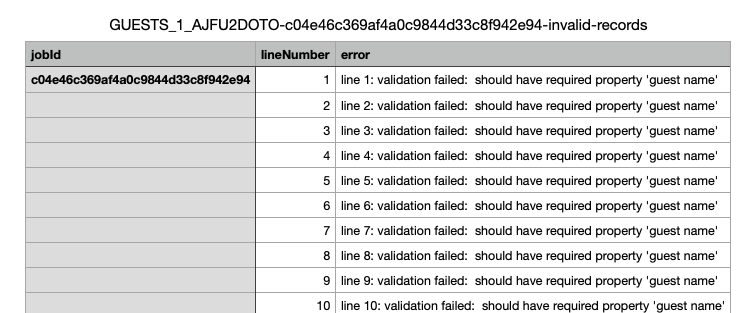 GUESTS_1_AJFU2DOTO-c04e46c369af4a0c9844d33c8f942e94-invalid-records
jobId lineNumber error
c04e46c369af4a0c9844d33c8f942e94 1 line 1: validation failed:  should have required property 'guest name'
2 line 2: validation failed:  should have required property 'guest name'
3 line 3: validation failed:  should have required property 'guest name'
4 line 4: validation failed:  should have required property 'guest name'
5 line 5: validation failed:  should have required property 'guest name'
6 line 6: validation failed:  should have required property 'guest name'
7 line 7: validation failed:  should have required property 'guest name'
8 line 8: validation failed:  should have required property 'guest name'
9 line 9: validation failed:  should have required property 'guest name'
10 line 10: validation failed:  should have required property 'guest name'